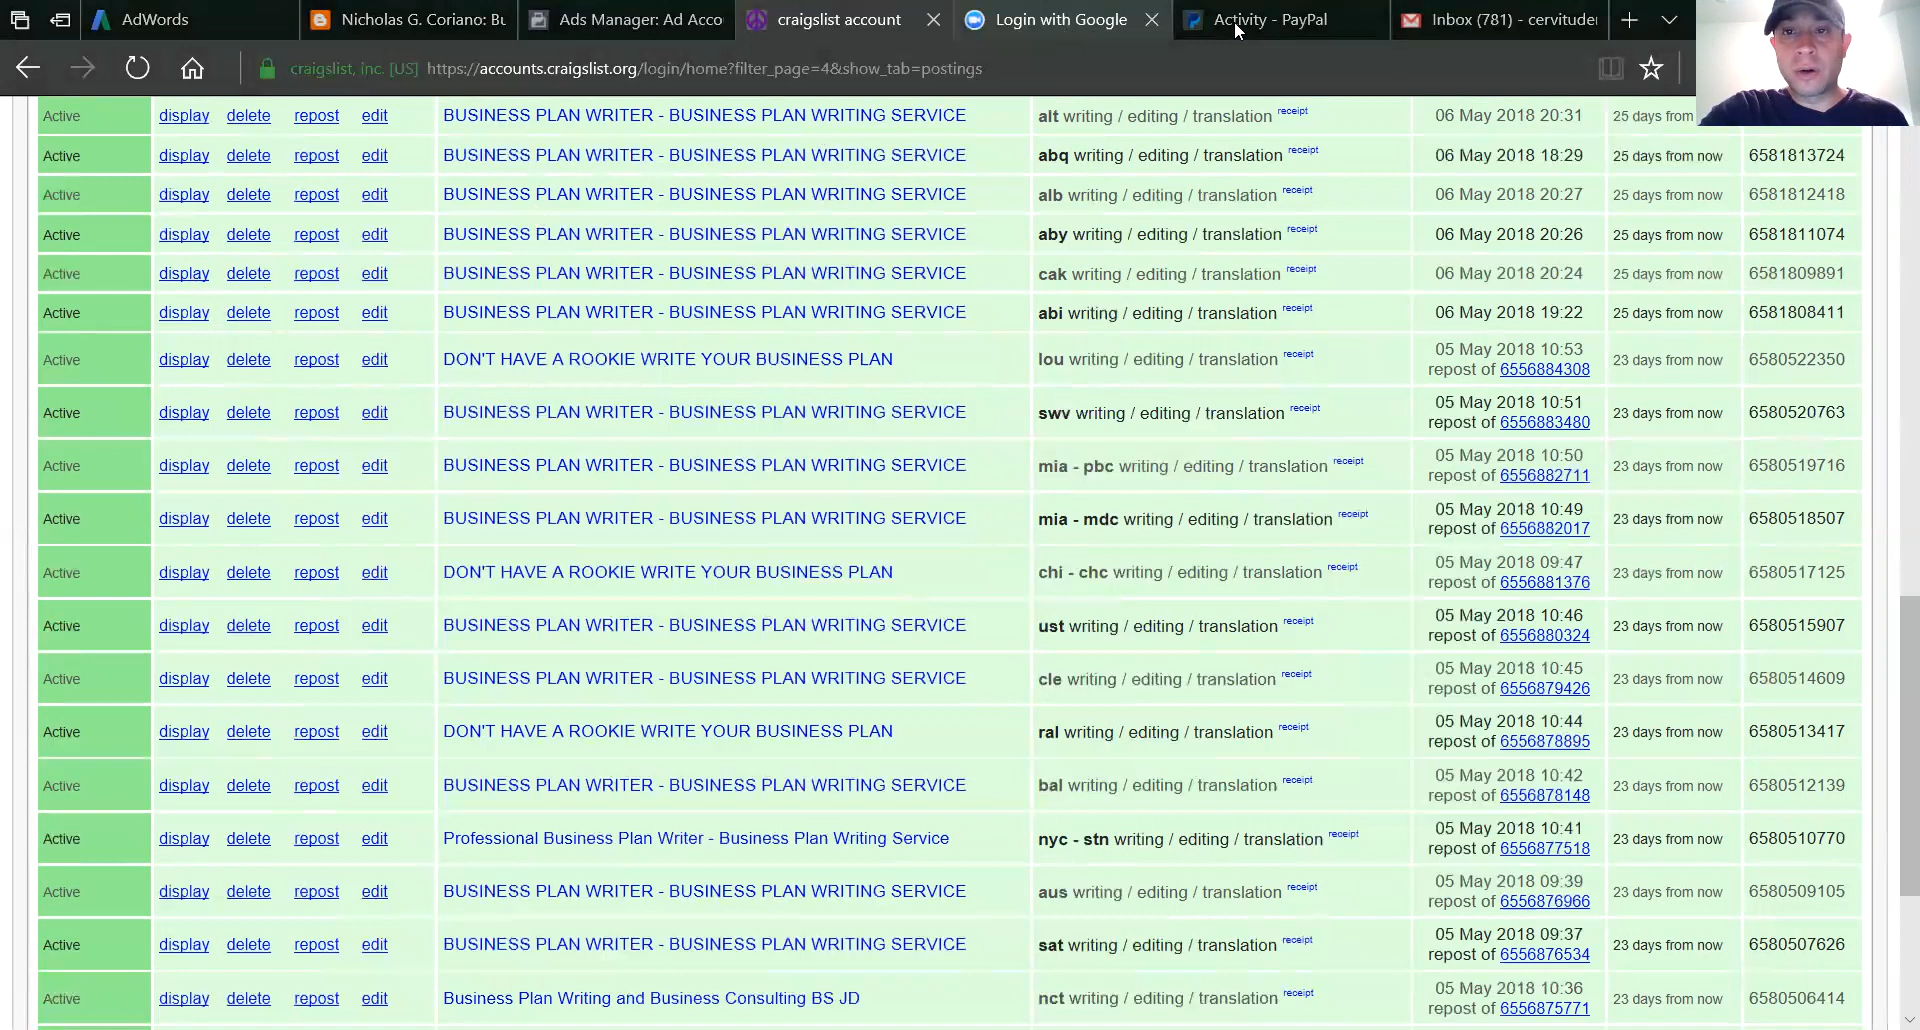 AdWords
Nicholas G. Coriano: Bu
Ads Manager: Ad Acco
craigslist account
Login with Google
Activity - PayPal
Inbox (781) - cervituder
craigslist, inc. [US] https://accounts.craigslist.org/login/home?filter_page=4&show_tab=postings
Active display delete repost edit BUSINESS PLAN WRITER - BUSINESS PLAN WRITING SERVICE alt writing / editing / translation receipt 06 May 2018 20:31 25 days from
Active display delete repost edit BUSINESS PLAN WRITER - BUSINESS PLAN WRITING SERVICE abq writing / editing / translation receipt 06 May 2018 18:29 25 days from now 6581813724
Active display delete repost edit BUSINESS PLAN WRITER - BUSINESS PLAN WRITING SERVICE alb writing / editing / translation receipt 06 May 2018 20:27 25 days from now 6581812418
Active display delete repost edit BUSINESS PLAN WRITER - BUSINESS PLAN WRITING SERVICE aby writing / editing / translation receipt 06 May 2018 20:26 25 days from now 6581811074
Active display delete repost edit BUSINESS PLAN WRITER - BUSINESS PLAN WRITING SERVICE cak writing / editing / translation receipt 06 May 2018 20:24 25 days from now 6581809891
Active display delete repost edit BUSINESS PLAN WRITER - BUSINESS PLAN WRITING SERVICE abi writing / editing / translation receipt 06 May 2018 19:22 25 days from now 6581808411
Active display delete repost edit DON'T HAVE A ROOKIE WRITE YOUR BUSINESS PLAN lou writing / editing / translation receipt 05 May 2018 10:53 23 days from now 6580522350
repost of 6556884308
Active display delete repost edit BUSINESS PLAN WRITER - BUSINESS PLAN WRITING SERVICE swv writing / editing / translation receipt 05 May 2018 10:51 23 days from now 6580520763
repost of 6556883480
Active display delete repost edit BUSINESS PLAN WRITER - BUSINESS PLAN WRITING SERVICE mia - pbc writing / editing / translation receipt 05 May 2018 10:50 23 days from now 6580519716
repost of 6556882711
Active display delete repost edit BUSINESS PLAN WRITER - BUSINESS PLAN WRITING SERVICE mia - mdc writing / editing / translation receipt 05 May 2018 10:49 23 days from now 6580518507
repost of 6556882017
Active display delete repost edit DON'T HAVE A ROOKIE WRITE YOUR BUSINESS PLAN chi - chc writing / editing / translation receipt 05 May 2018 09:47 23 days from now 6580517125
repost of 6556881376
Active display delete repost edit BUSINESS PLAN WRITER - BUSINESS PLAN WRITING SERVICE ust writing / editing / translation receipt 05 May 2018 10:46 23 days from now 6580515907
repost of 6556880324
Active display delete repost edit BUSINESS PLAN WRITER - BUSINESS PLAN WRITING SERVICE cle writing / editing / translation receipt 05 May 2018 10:45 23 days from now 6580514609
repost of 6556879426
Active display delete repost edit DON'T HAVE A ROOKIE WRITE YOUR BUSINESS PLAN ral writing / editing / translation receipt 05 May 2018 10:44 23 days from now 6580513417
repost of 6556878895
Active display delete repost edit BUSINESS PLAN WRITER - BUSINESS PLAN WRITING SERVICE bal writing / editing / translation receipt 05 May 2018 10:42 23 days from now 6580512139
repost of 6556878148
Active display delete repost edit Professional Business Plan Writer - Business Plan Writing Service nyc - stn writing / editing / translation receipt 05 May 2018 10:41 23 days from now 6580510770
repost of 6556877518
Active display delete repost edit BUSINESS PLAN WRITER - BUSINESS PLAN WRITING SERVICE aus writing / editing / translation receipt 05 May 2018 09:39 23 days from now 6580509105
repost of 6556876966
Active display delete repost edit BUSINESS PLAN WRITER - BUSINESS PLAN WRITING SERVICE sat writing / editing / translation receipt 05 May 2018 09:37 23 days from now 6580507626
repost of 6556876534
Active display delete repost edit Business Plan Writing and Business Consulting BS JD nct writing / editing / translation receipt 05 May 2018 10:36 23 days from now 6580506414
repost of 6556875771